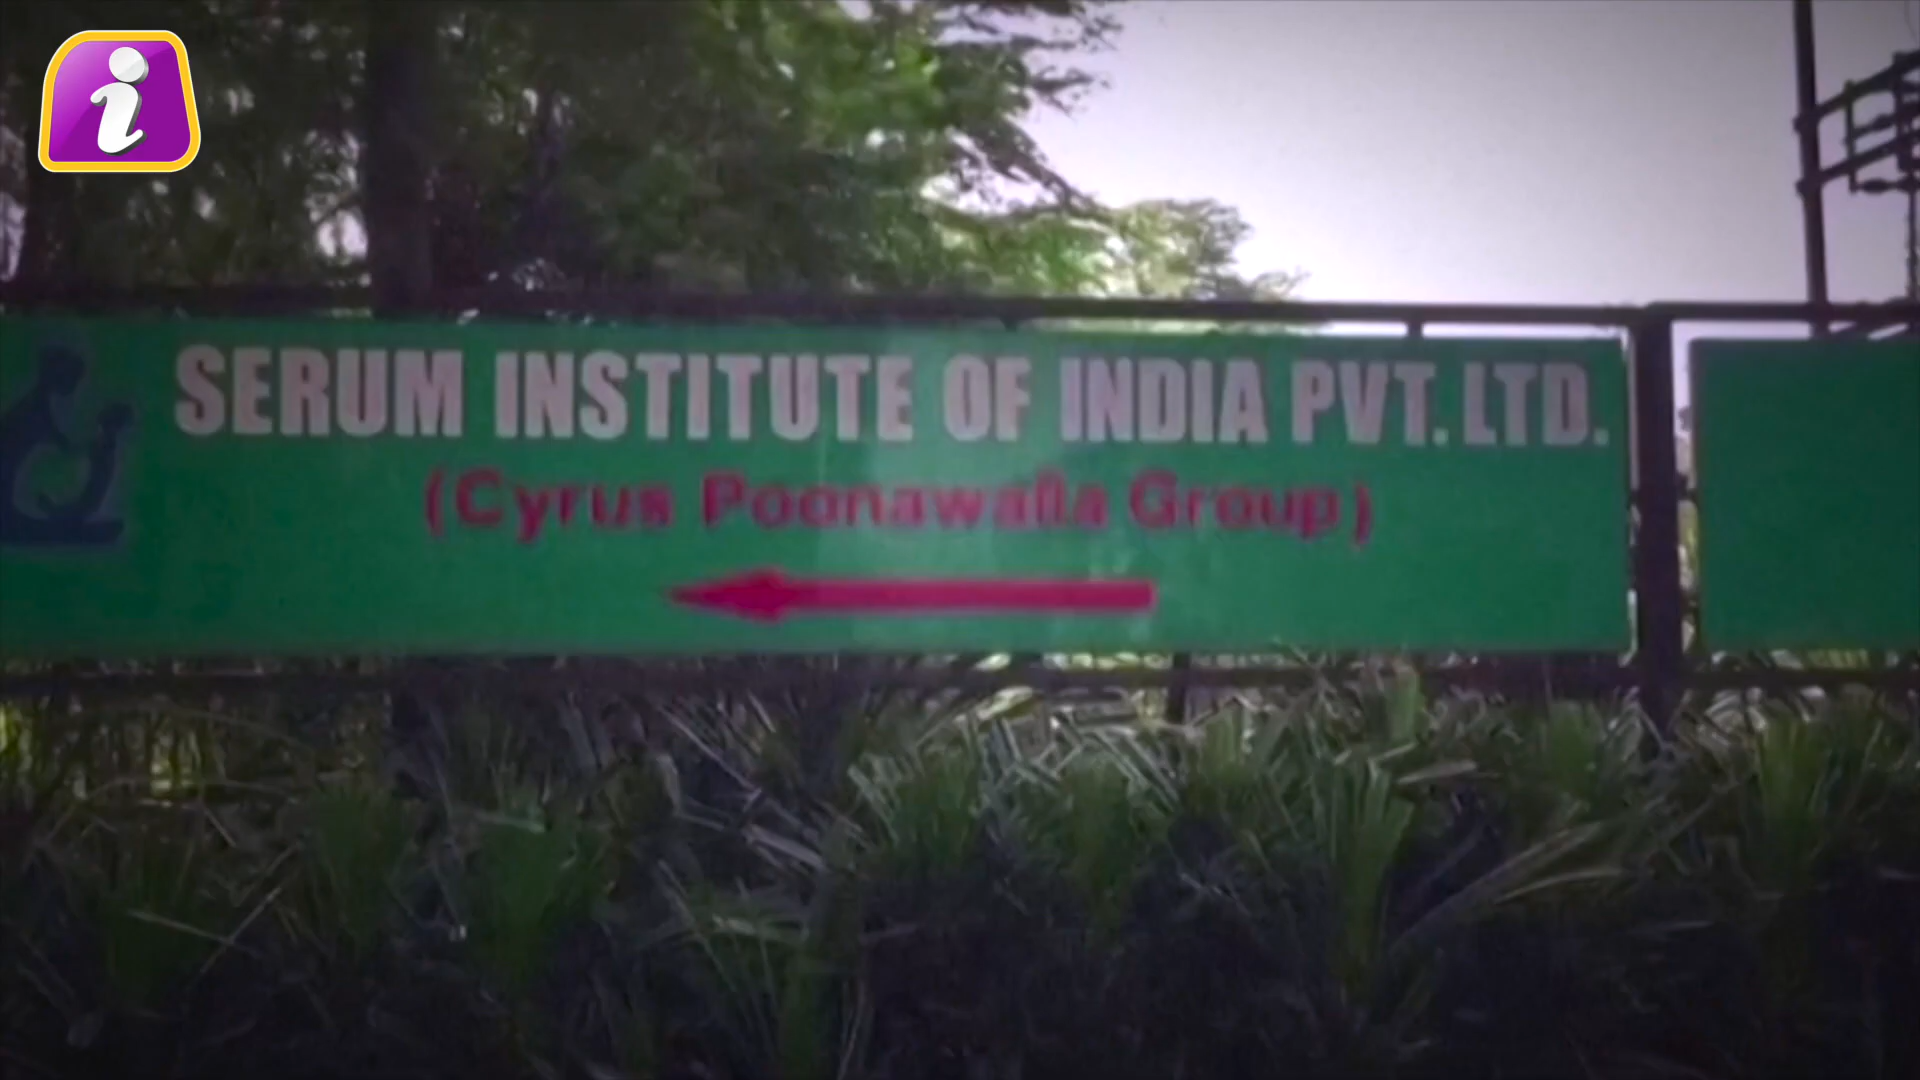 i
SERUM INSTITUTE OF INDIA PVT. LTD.
(Cyrus Poonawalla Group)